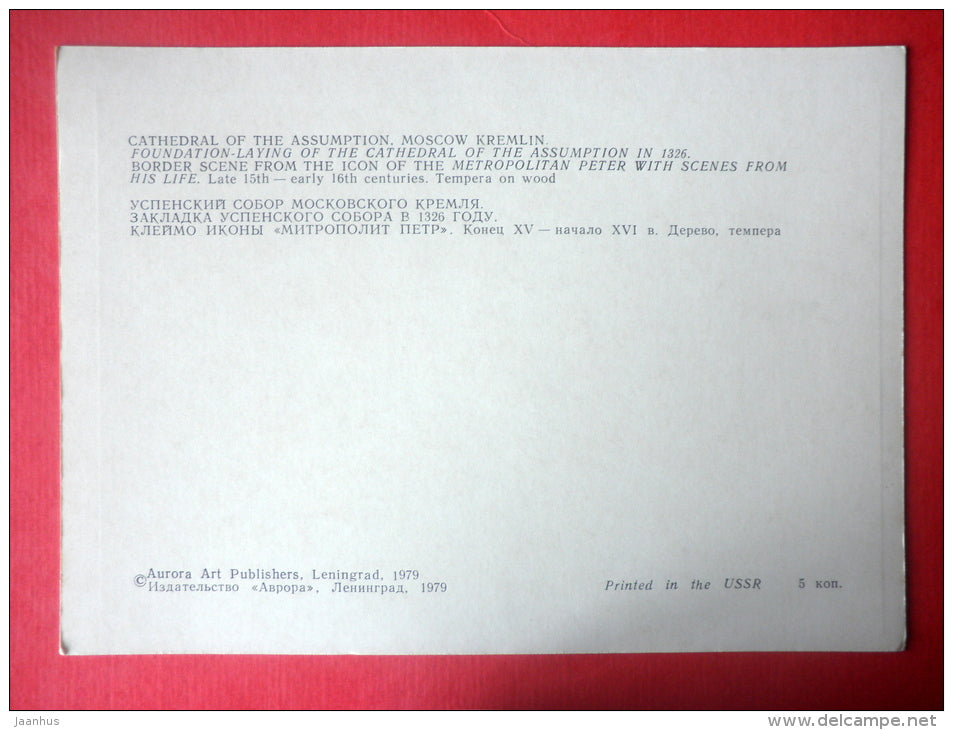 CATHEDRAL OF THE ASSUMPTION. MOSCOW KREMLIN.
FOUNDATION-LAYING OF THE CATHEDRAL OF THE ASSUMPTION IN 1326.
BORDER SCENE FROM THE ICON OF THE METROPOLITAN PETER WITH SCENES FROM
HIS LIFE. Late 15th — early 16th centuries. Tempera on wood
УСПЕНСКИЙ СОБОР МОСКОВСКОГО КРЕМЛЯ.
ЗАКЛАДКА УСПЕНСКОГО СОБОРА В 1326 ГОДУ.
КЛЕЙМО ИКОНЫ «МИТРОПОЛИТ ПЕТР». Конец XV — начало XVI в. Дерево, темпера
© Aurora Art Publishers, Leningrad, 1979
Издательство «Аврора», Ленинград, 1979
Printed in the USSR 5 коп.
Jaanhus
www.delcampe.net